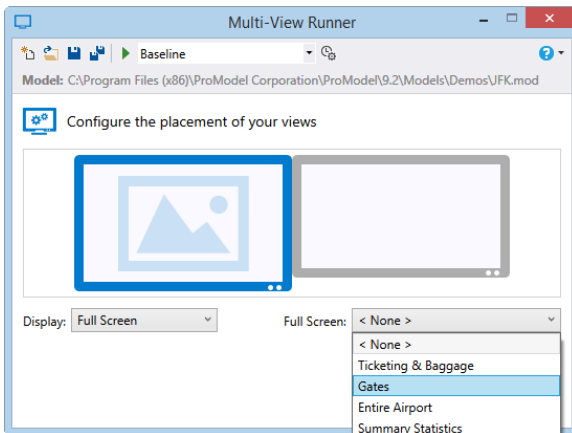 Multi-View Runner
Baseline
Model: C:\Program Files (x86)\ProModel Corporation\ProModel\9.2\Models\Demos\JFK.mod
Configure the placement of your views
Display: Full Screen Full Screen: < None >
< None >
Ticketing & Baggage
Gates
Entire Airport
Summary Statistics